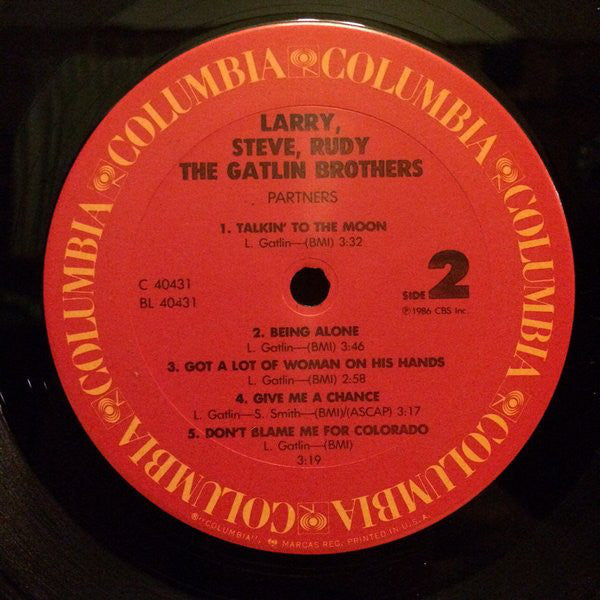 COLUMBIA COLUMBIA COLUMBIA COLUMBIA COLUMBIA COLUMBIA COLUMBIA
LARRY,
STEVE, RUDY
THE GATLIN BROTHERS
PARTNERS
1. TALKIN' TO THE MOON
L. Gatlin—(BMI) 3:32
C 40431
BL 40431
SIDE 2
℗ 1986 CBS Inc.
2. BEING ALONE
L. Gatlin—(BMI) 3:46
3. GOT A LOT OF WOMAN ON HIS HANDS
L. Gatlin—(BMI) 2:58
4. GIVE ME A CHANCE
L. Gatlin—S. Smith—(BMI)/(ASCAP) 3:17
5. DON'T BLAME ME FOR COLORADO
L. Gatlin—(BMI)
3:19
®"COLUMBIA", MARCAS REG. PRINTED IN U.S.A.